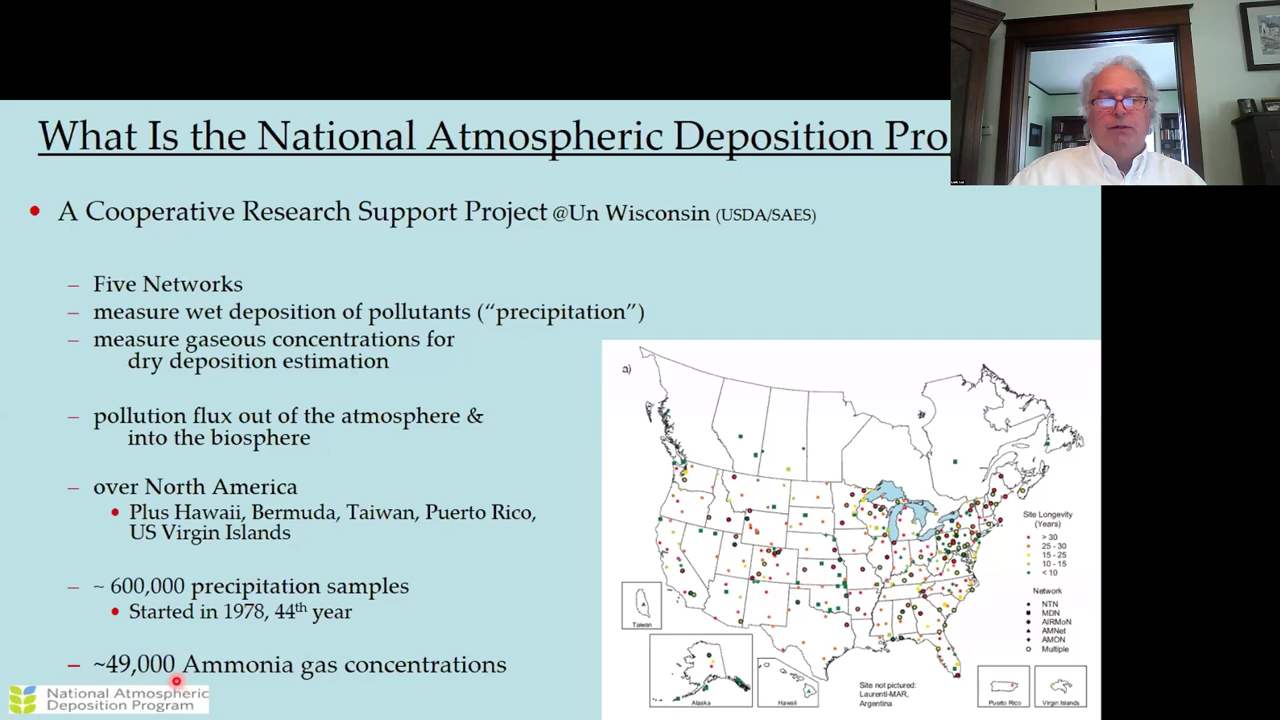 What Is the National Atmospheric Deposition Pro
• A Cooperative Research Support Project @Un Wisconsin (USDA/SAES)
– Five Networks
– measure wet deposition of pollutants (“precipitation”)
– measure gaseous concentrations for
dry deposition estimation
– pollution flux out of the atmosphere &
into the biosphere
– over North America
• Plus Hawaii, Bermuda, Taiwan, Puerto Rico,
US Virgin Islands
– ~ 600,000 precipitation samples
• Started in 1978, 44th year
– ~49,000 Ammonia gas concentrations
National Atmospheric
Deposition Program
a)
Site Longevity
(Years)
> 30
25 - 30
15 - 25
10 - 15
< 10
Network
NTN
MDN
AIRMoN
AMNet
AMON
Multiple
Taiwan
Alaska
Hawaii
Site not pictured:
Laurenti-MAR,
Argentina
Puerto Rico
Virgin Islands